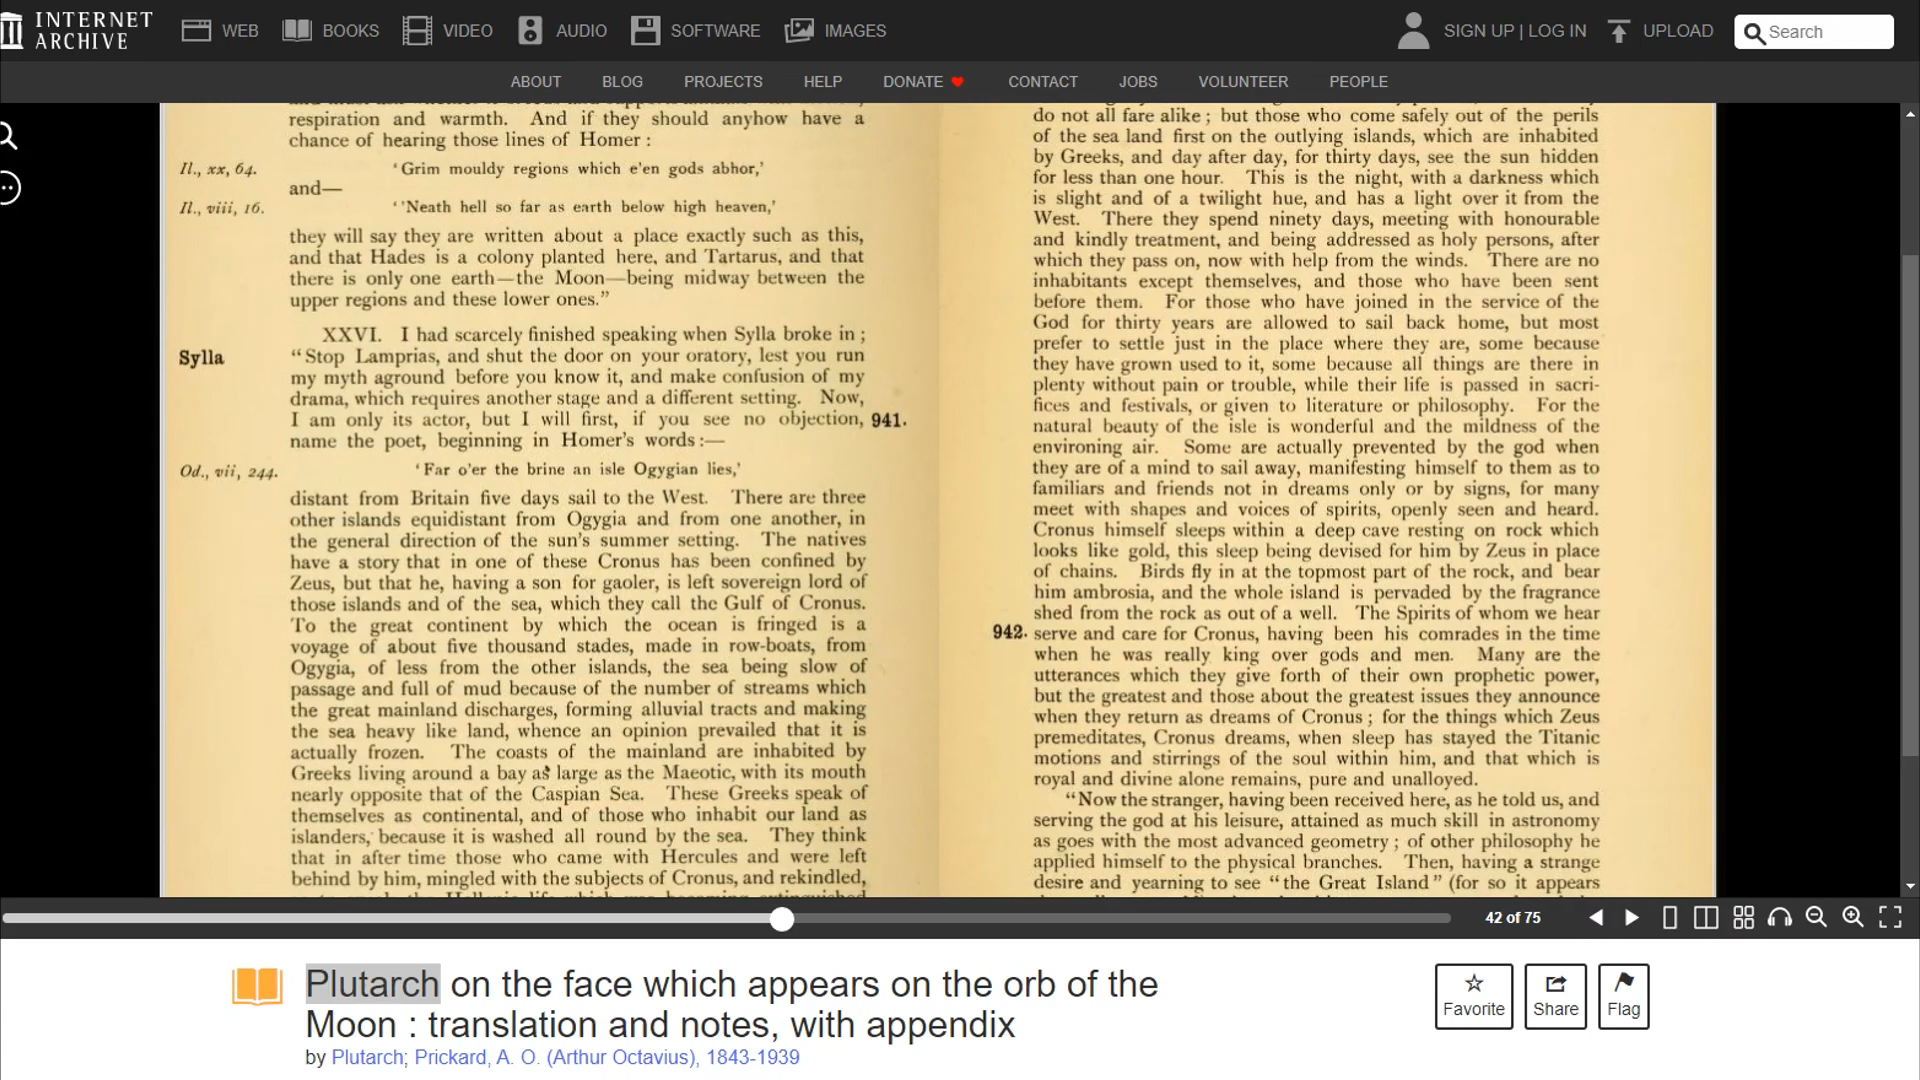 INTERNET
ARCHIVE
WEB
BOOKS
VIDEO
AUDIO
SOFTWARE
IMAGES
SIGN UP | LOG IN
UPLOAD
Search
ABOUT
BLOG
PROJECTS
HELP
DONATE
CONTACT
JOBS
VOLUNTEER
PEOPLE
respiration and warmth. And if they should anyhow have a
chance of hearing those lines of Homer :
Il., xx, 64. ‘Grim mouldy regions which e'en gods abhor,’
and—
Il., viii, 16. ‘'Neath hell so far as earth below high heaven,’
they will say they are written about a place exactly such as this,
and that Hades is a colony planted here, and Tartarus, and that
there is only one earth—the Moon—being midway between the
upper regions and these lower ones.”
XXVI. I had scarcely finished speaking when Sylla broke in ;
Sylla “Stop Lamprias, and shut the door on your oratory, lest you run
my myth aground before you know it, and make confusion of my
drama, which requires another stage and a different setting. Now,
I am only its actor, but I will first, if you see no objection, 941.
name the poet, beginning in Homer's words :—
Od., vii, 244. ‘Far o'er the brine an isle Ogygian lies,’
distant from Britain five days sail to the West. There are three
other islands equidistant from Ogygia and from one another, in
the general direction of the sun's summer setting. The natives
have a story that in one of these Cronus has been confined by
Zeus, but that he, having a son for gaoler, is left sovereign lord of
those islands and of the sea, which they call the Gulf of Cronus.
To the great continent by which the ocean is fringed is a
voyage of about five thousand stades, made in row-boats, from
Ogygia, of less from the other islands, the sea being slow of
passage and full of mud because of the number of streams which
the great mainland discharges, forming alluvial tracts and making
the sea heavy like land, whence an opinion prevailed that it is
actually frozen. The coasts of the mainland are inhabited by
Greeks living around a bay as large as the Maeotic, with its mouth
nearly opposite that of the Caspian Sea. These Greeks speak of
themselves as continental, and of those who inhabit our land as
islanders, because it is washed all round by the sea. They think
that in after time those who came with Hercules and were left
behind by him, mingled with the subjects of Cronus, and rekindled,
do not all fare alike ; but those who come safely out of the perils
of the sea land first on the outlying islands, which are inhabited
by Greeks, and day after day, for thirty days, see the sun hidden
for less than one hour. This is the night, with a darkness which
is slight and of a twilight hue, and has a light over it from the
West. There they spend ninety days, meeting with honourable
and kindly treatment, and being addressed as holy persons, after
which they pass on, now with help from the winds. There are no
inhabitants except themselves, and those who have been sent
before them. For those who have joined in the service of the
God for thirty years are allowed to sail back home, but most
prefer to settle just in the place where they are, some because
they have grown used to it, some because all things are there in
plenty without pain or trouble, while their life is passed in sacri-
fices and festivals, or given to literature or philosophy. For the
natural beauty of the isle is wonderful and the mildness of the
environing air. Some are actually prevented by the god when
they are of a mind to sail away, manifesting himself to them as to
familiars and friends not in dreams only or by signs, for many
meet with shapes and voices of spirits, openly seen and heard.
Cronus himself sleeps within a deep cave resting on rock which
looks like gold, this sleep being devised for him by Zeus in place
of chains. Birds fly in at the topmost part of the rock, and bear
him ambrosia, and the whole island is pervaded by the fragrance
shed from the rock as out of a well. The Spirits of whom we hear
942. serve and care for Cronus, having been his comrades in the time
when he was really king over gods and men. Many are the
utterances which they give forth of their own prophetic power,
but the greatest and those about the greatest issues they announce
when they return as dreams of Cronus ; for the things which Zeus
premeditates, Cronus dreams, when sleep has stayed the Titanic
motions and stirrings of the soul within him, and that which is
royal and divine alone remains, pure and unalloyed.
“Now the stranger, having been received here, as he told us, and
serving the god at his leisure, attained as much skill in astronomy
as goes with the most advanced geometry ; of other philosophy he
applied himself to the physical branches. Then, having a strange
desire and yearning to see “the Great Island” (for so it appears
42 of 75
Plutarch on the face which appears on the orb of the
Moon : translation and notes, with appendix
by Plutarch; Prickard, A. O. (Arthur Octavius), 1843-1939
Favorite
Share
Flag